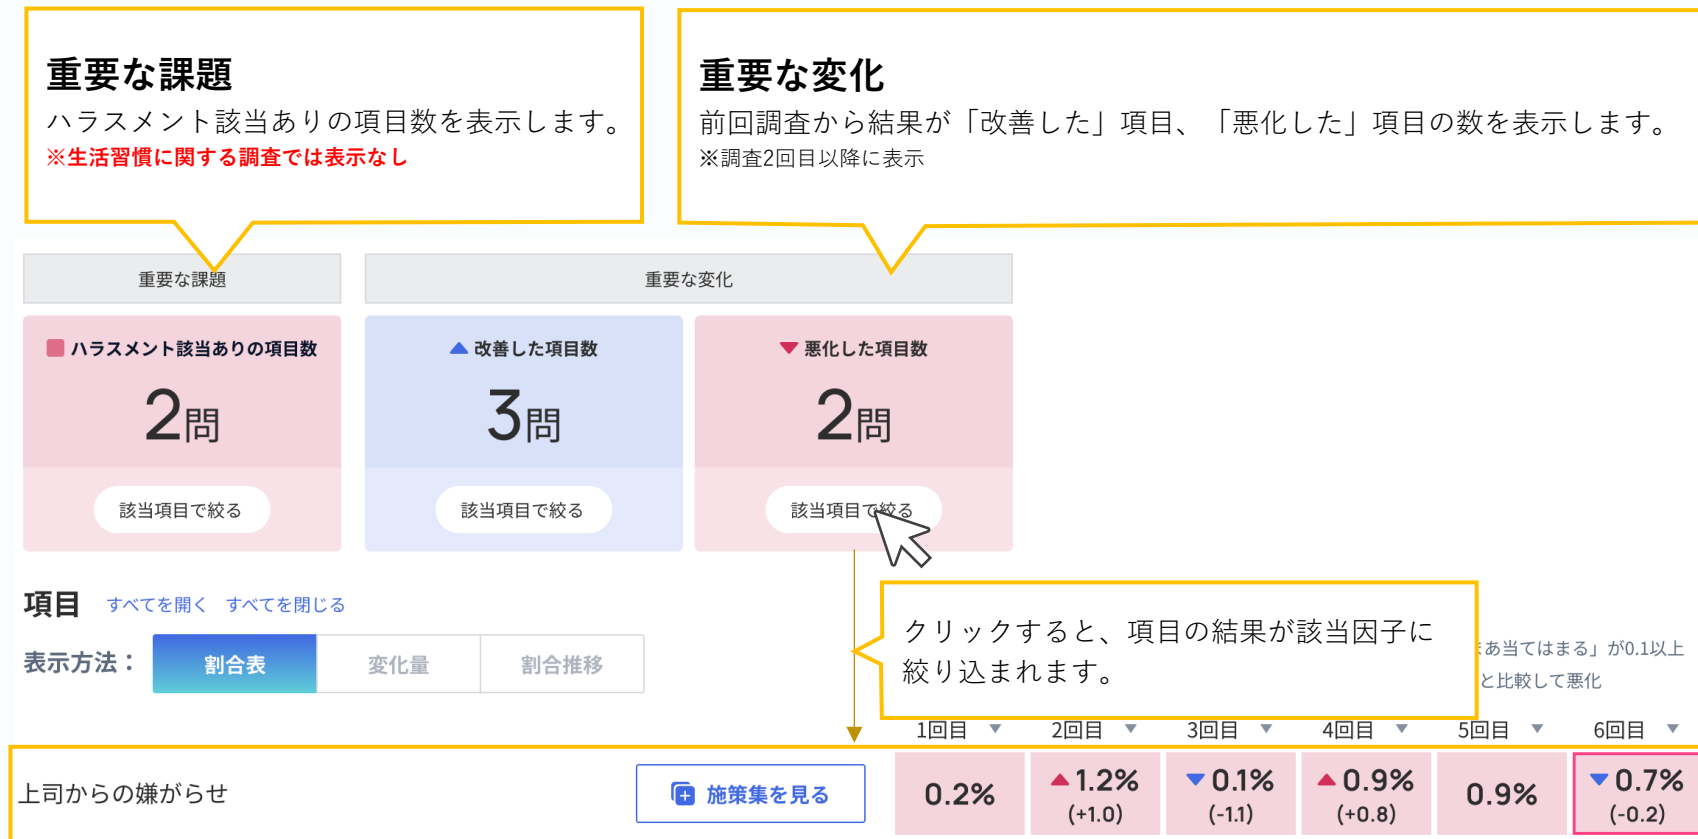 重要な課題
ハラスメント該当ありの項目数を表示します。
※生活習慣に関する調査では表示なし
重要な変化
前回調査から結果が「改善した」項目、「悪化した」項目の数を表示します。
※調査2回目以降に表示
重要な課題
重要な変化
ハラスメント該当ありの項目数
2問
該当項目で絞る
▲ 改善した項目数
3問
該当項目で絞る
▼ 悪化した項目数
2問
該当項目で絞る
項目 すべてを開く すべてを閉じる
表示方法： 割合表 変化量 割合推移
クリックすると、項目の結果が該当因子に
絞り込まれます。
あ当てはまる」が0.1以上
と比較して悪化
1回目 ▼ 2回目 ▼ 3回目 ▼ 4回目 ▼ 5回目 ▼ 6回目 ▼
上司からの嫌がらせ 施策集を見る 0.2% ▲1.2% ▼0.1% ▲0.9% 0.9% ▼0.7%
(+1.0) (-1.1) (+0.8) (-0.2)